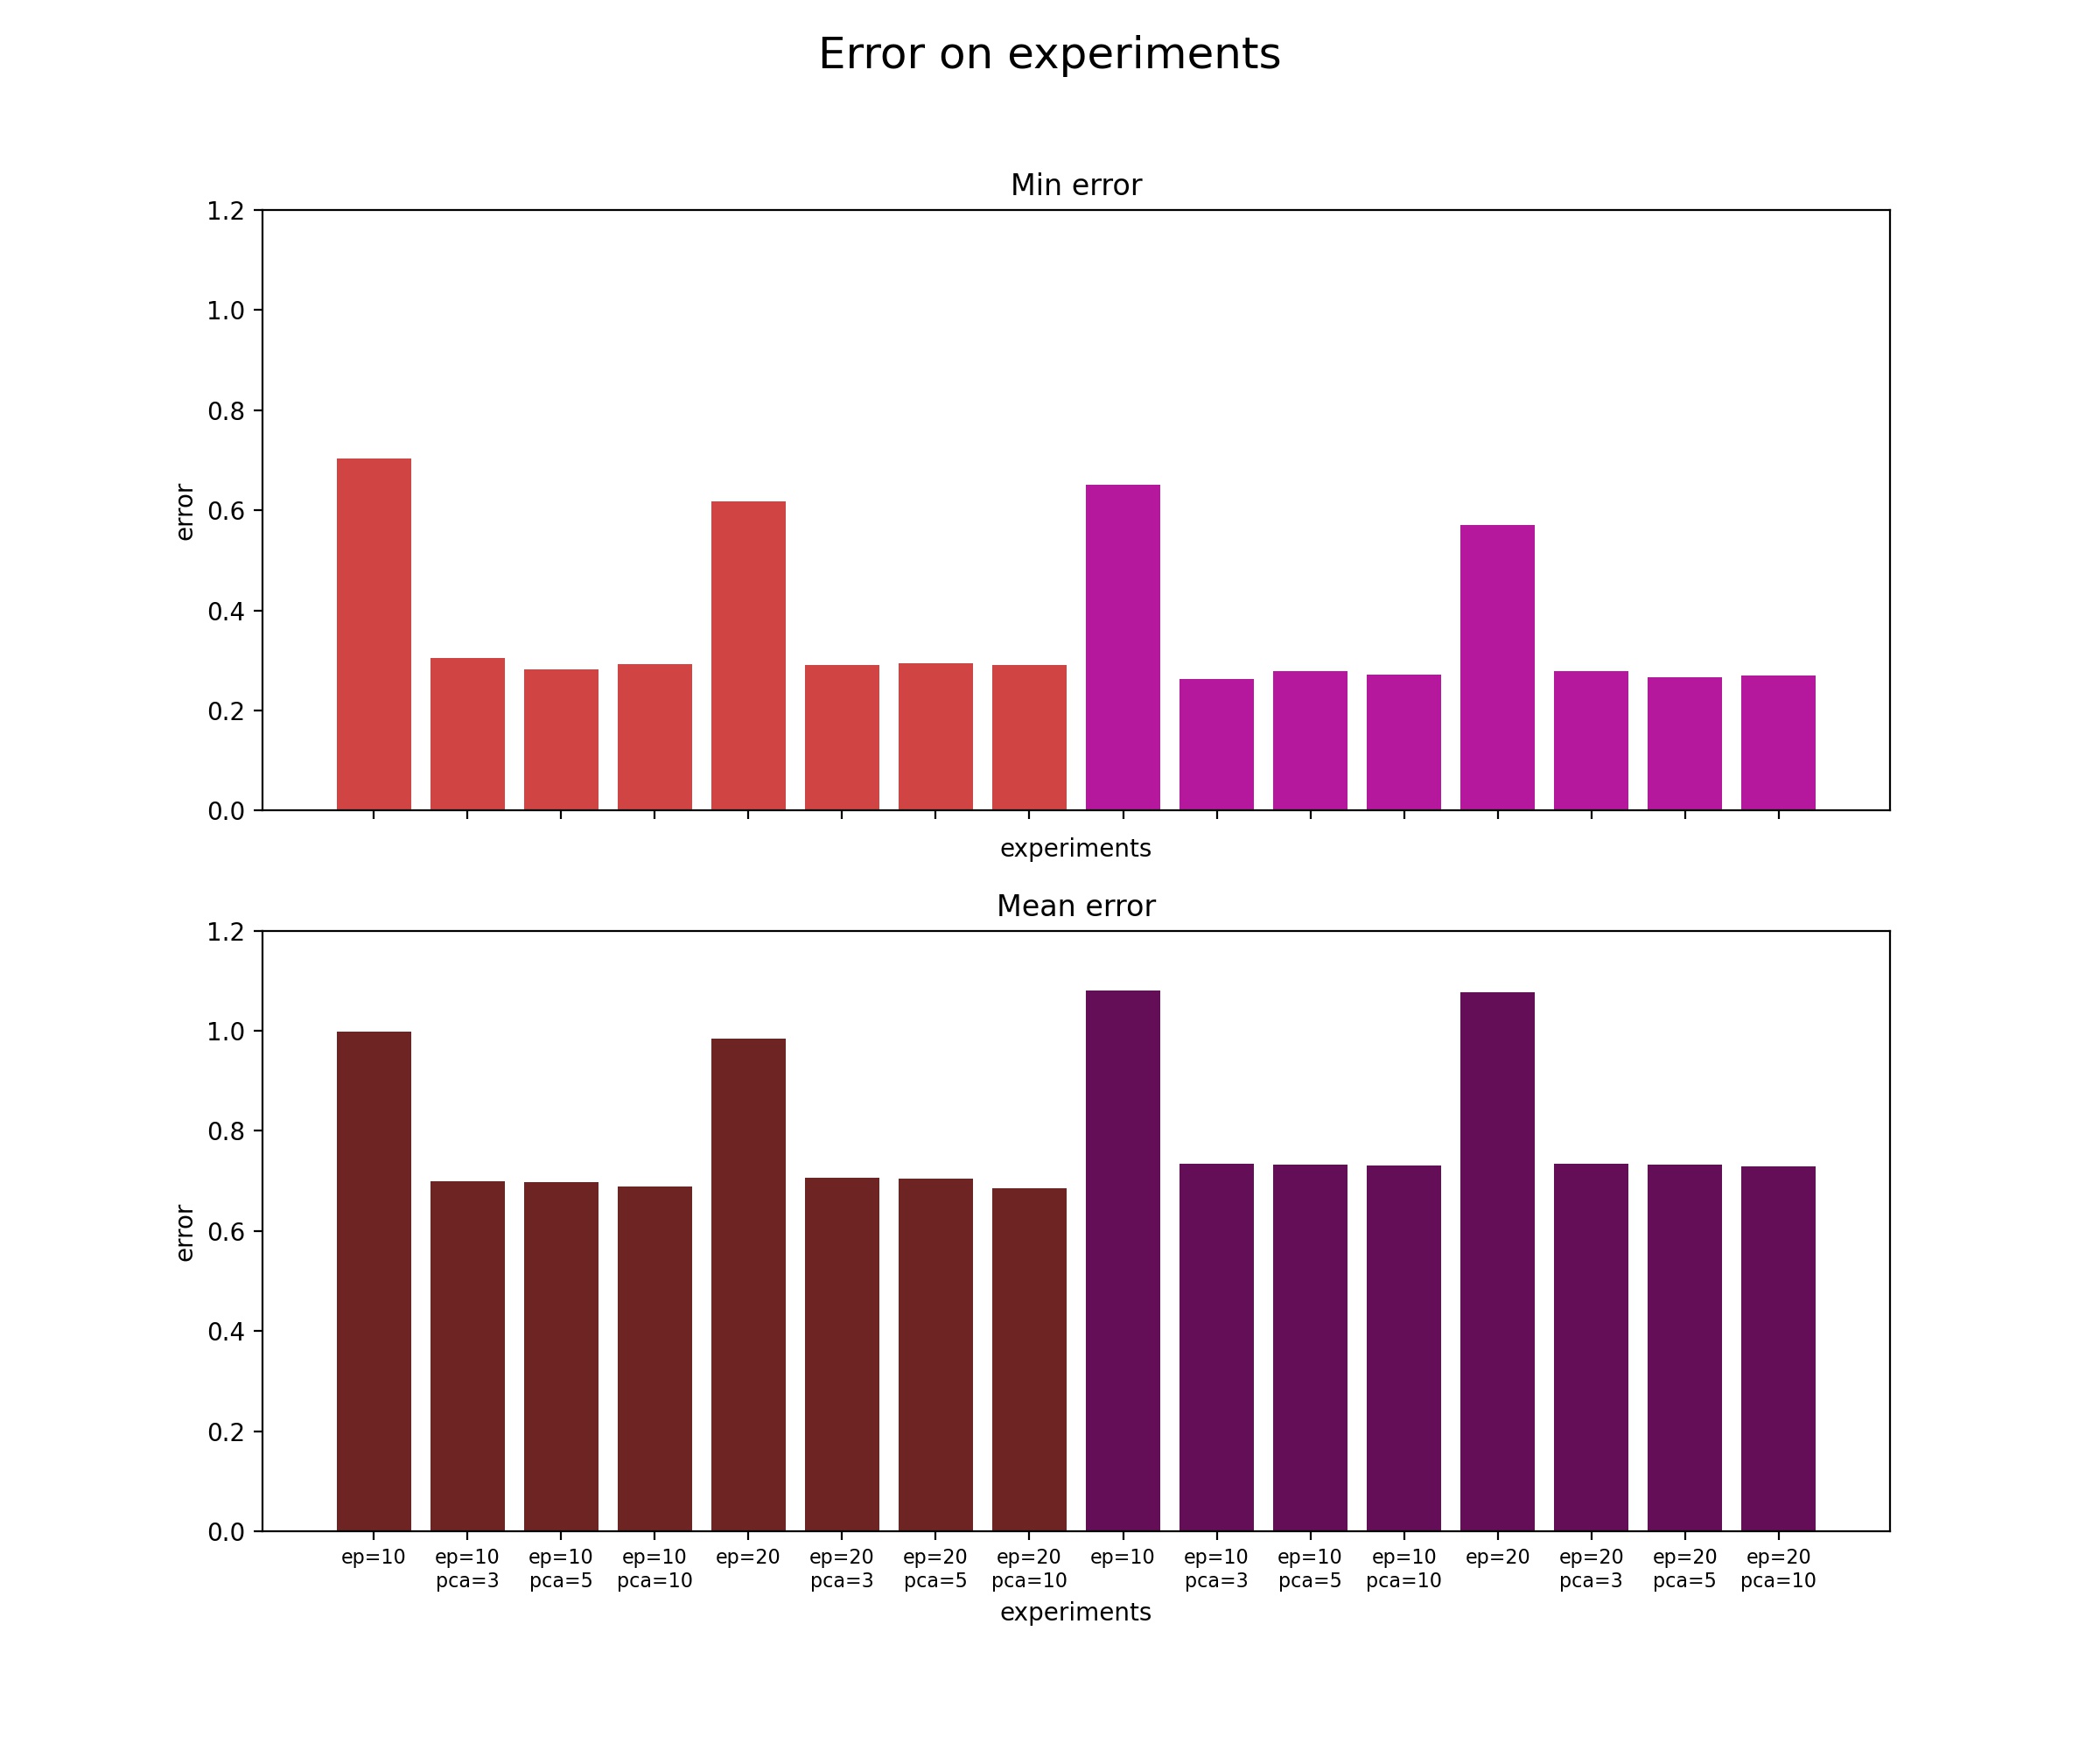 Error on experiments
Min error
1.2
1.0
0.8
0.6
0.4
0.2
0.0
error
experiments
Mean error
1.2
1.0
0.8
0.6
0.4
0.2
0.0
error
ep=10 ep=10 ep=10 ep=10 ep=20 ep=20 ep=20 ep=20 ep=10 ep=10 ep=10 ep=10 ep=20 ep=20 ep=20 ep=20
pca=3 pca=5 pca=10 pca=3 pca=5 pca=10 pca=3 pca=5 pca=10 pca=3 pca=5 pca=10
experiments